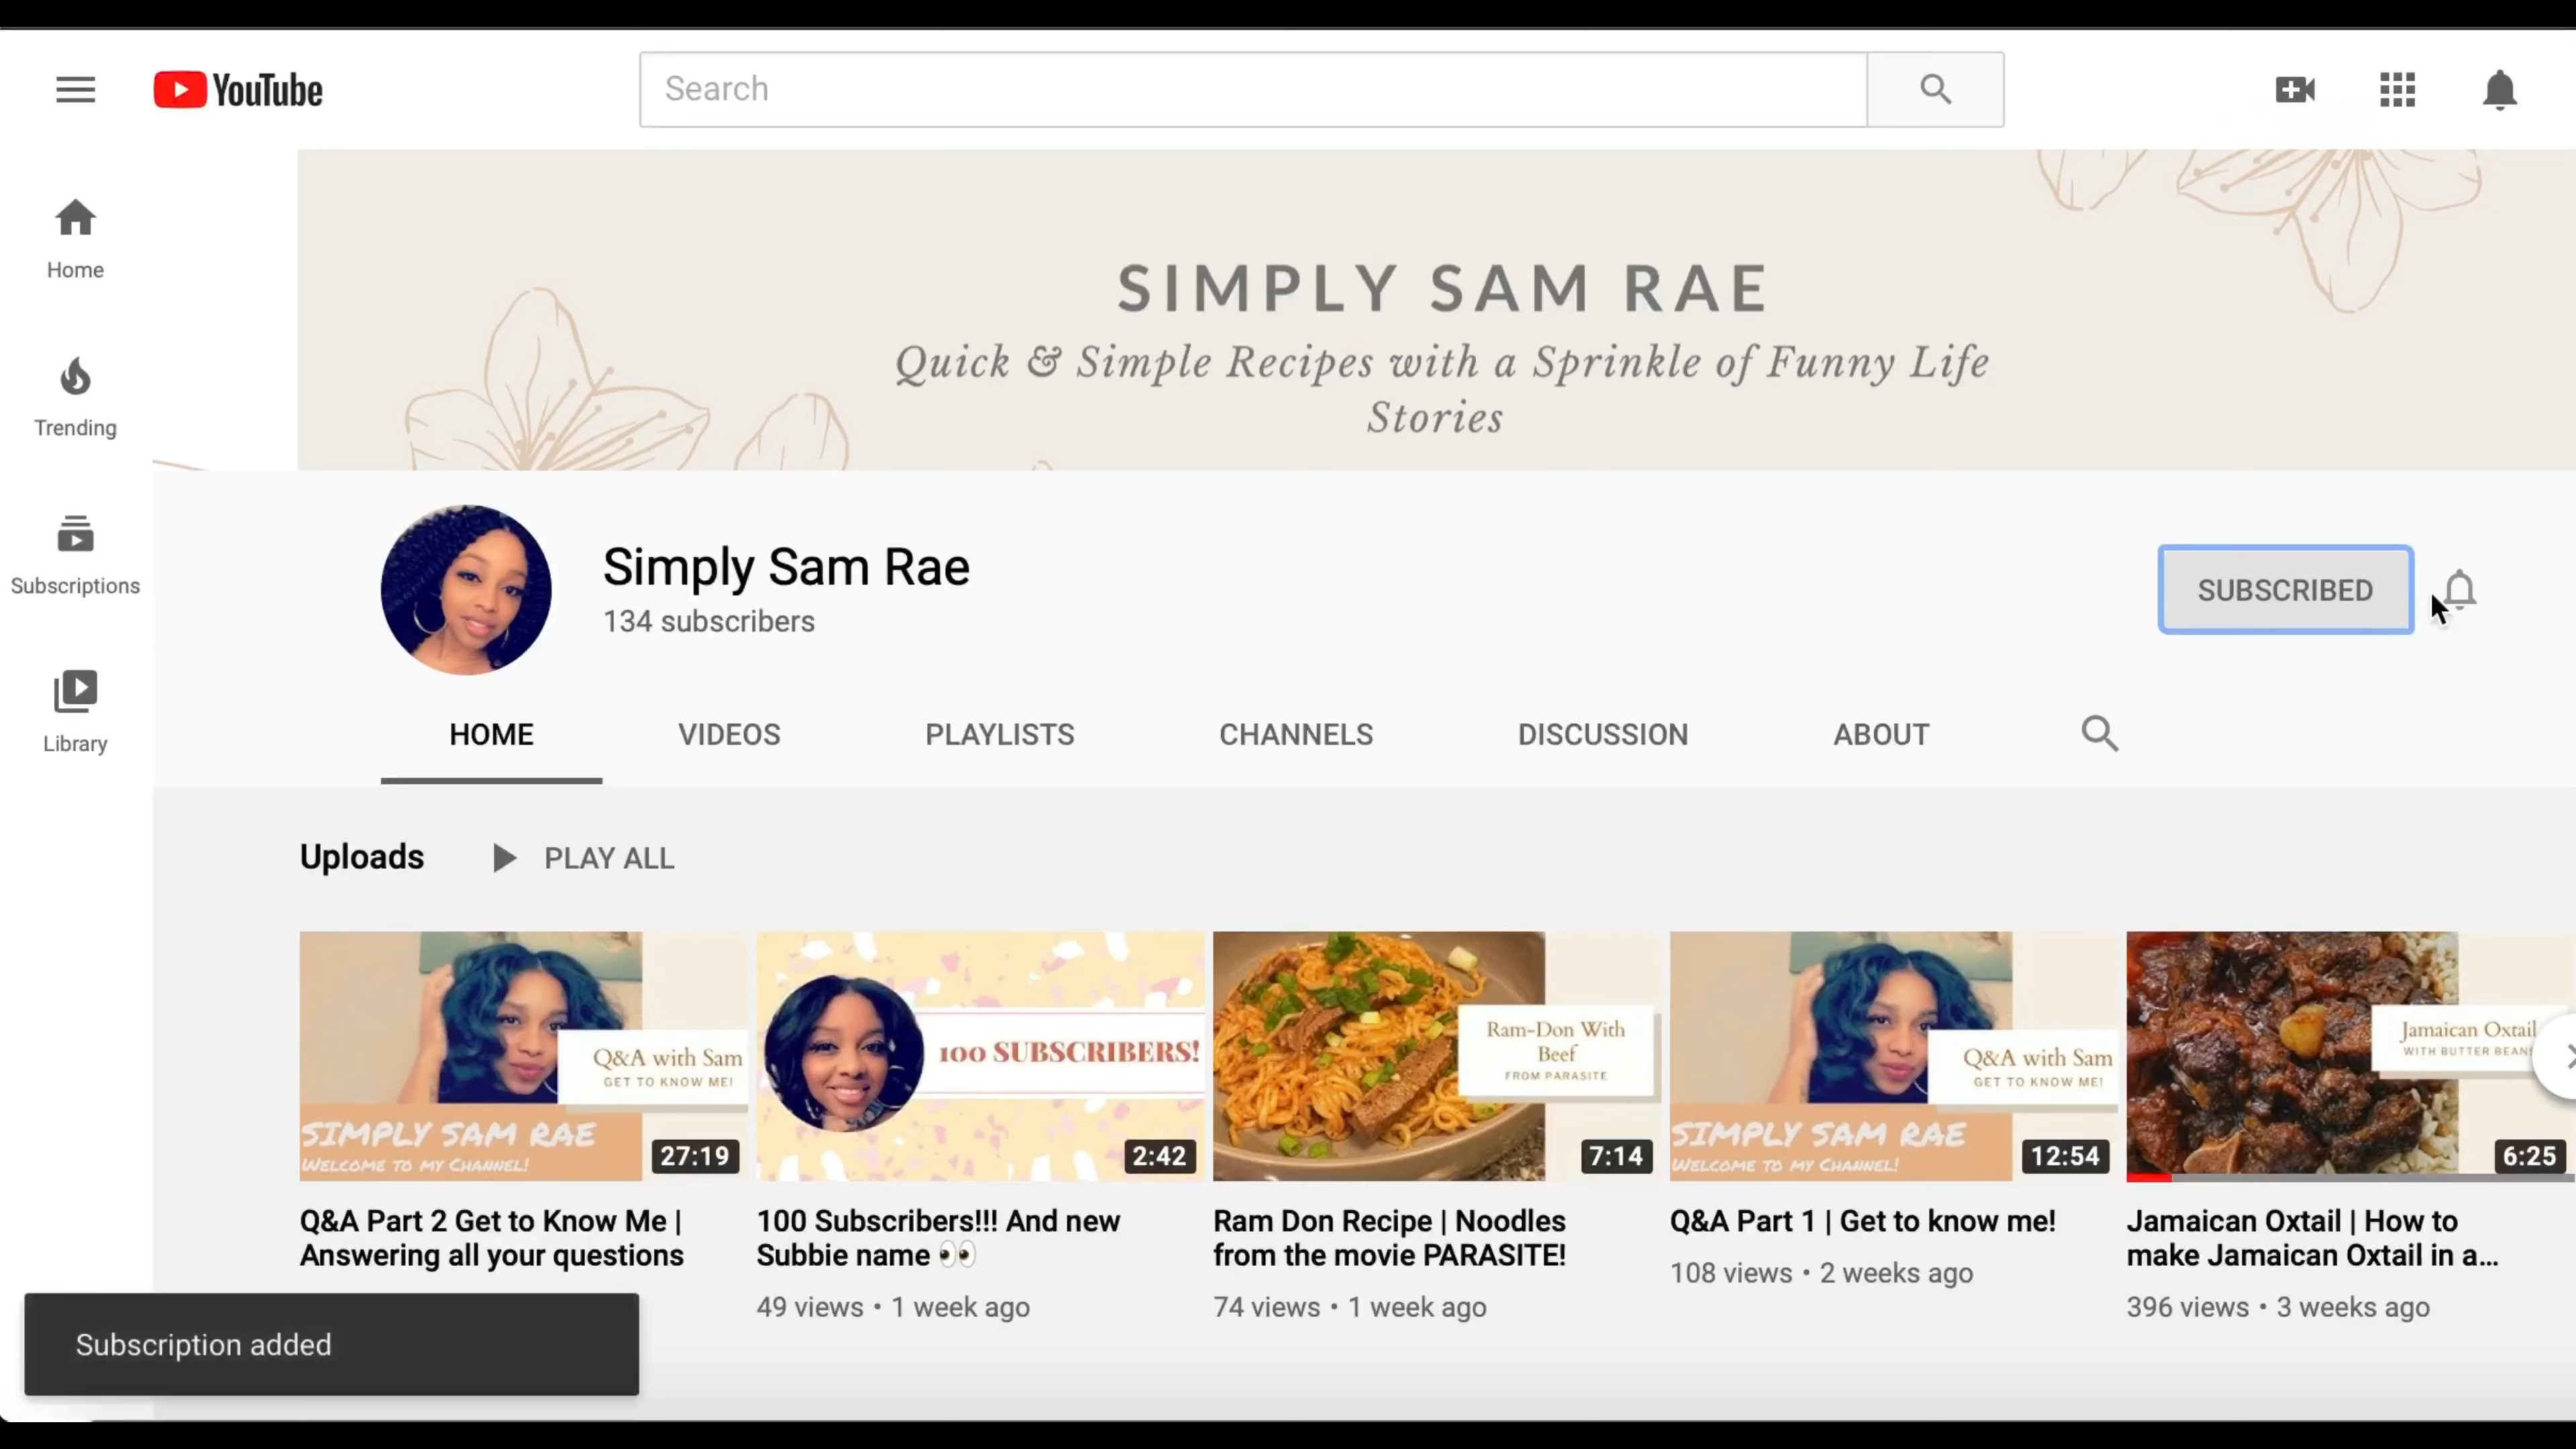 YouTube
Search
Home
Trending
Subscriptions
Library
SIMPLY SAM RAE
Quick & Simple Recipes with a Sprinkle of Funny Life
Stories
Simply Sam Rae
134 subscribers
SUBSCRIBED
HOME VIDEOS PLAYLISTS CHANNELS DISCUSSION ABOUT
Uploads PLAY ALL
Q&A with Sam
GET TO KNOW ME!
SIMPLY SAM RAE
WELCOME TO MY CHANNEL!
27:19
Q&A Part 2 Get to Know Me |
Answering all your questions
100 SUBSCRIBERS!
2:42
100 Subscribers!!! And new
Subbie name 👀
49 views • 1 week ago
Ram-Don With
Beef
FROM PARASITE
7:14
Ram Don Recipe | Noodles
from the movie PARASITE!
74 views • 1 week ago
Q&A with Sam
GET TO KNOW ME!
SIMPLY SAM RAE
WELCOME TO MY CHANNEL!
12:54
Q&A Part 1 | Get to know me!
108 views • 2 weeks ago
Jamaican Oxtail
WITH BUTTER BEANS
6:25
Jamaican Oxtail | How to
make Jamaican Oxtail in a...
396 views • 3 weeks ago
Subscription added